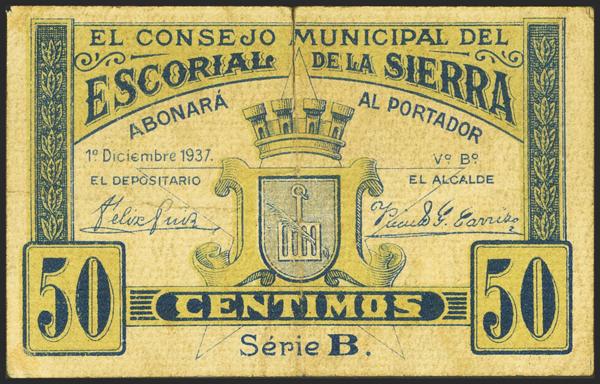 EL CONSEJO MUNICIPAL DEL
ESCORIAL DE LA SIERRA
ABONARÁ AL PORTADOR
1º Diciembre 1937. Vº Bº
EL DEPOSITARIO EL ALCALDE
50 CENTIMOS 50
Série B.